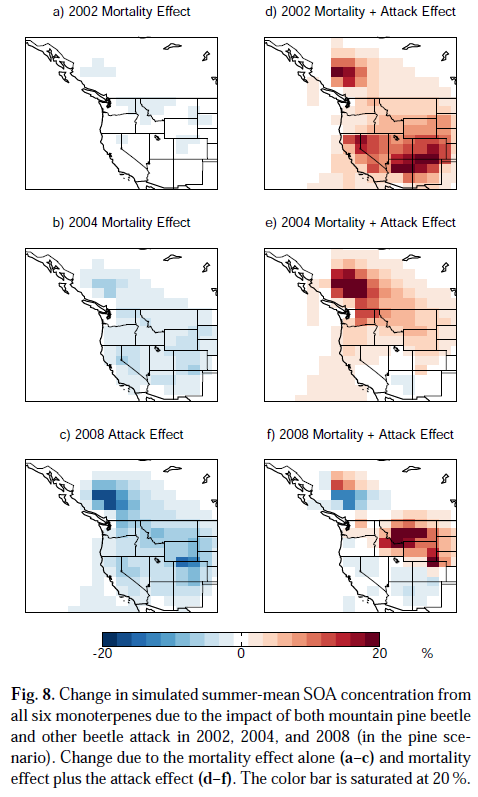 a) 2002 Mortality Effect
d) 2002 Mortality + Attack Effect
b) 2004 Mortality Effect
e) 2004 Mortality + Attack Effect
c) 2008 Attack Effect
f) 2008 Mortality + Attack Effect
-20 0 20 %
Fig. 8. Change in simulated summer-mean SOA concentration from
all six monoterpenes due to the impact of both mountain pine beetle
and other beetle attack in 2002, 2004, and 2008 (in the pine sce-
nario). Change due to the mortality effect alone (a–c) and mortality
effect plus the attack effect (d–f). The color bar is saturated at 20 %.